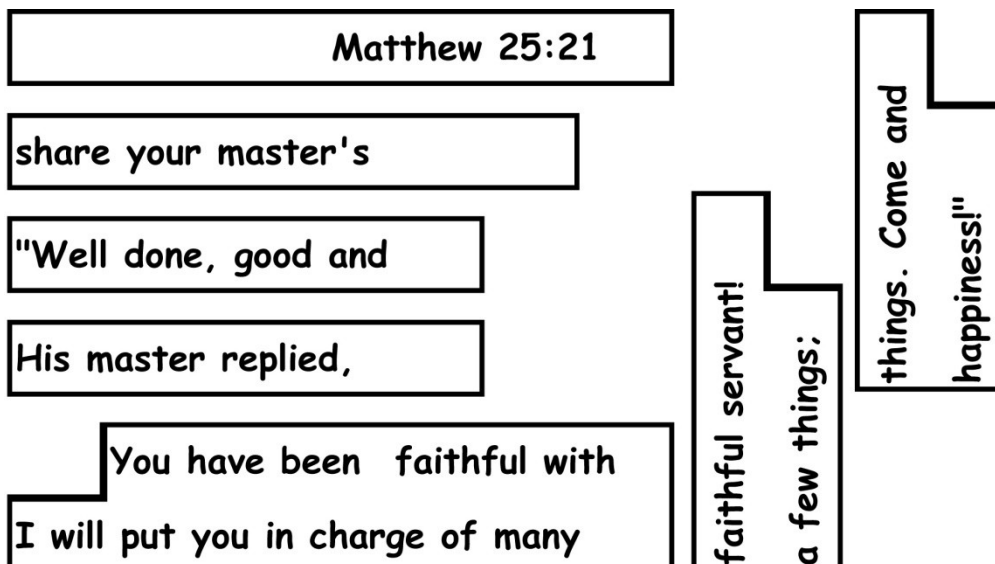 Matthew 25:21
share your master's
"Well done, good and
His master replied,
You have been faithful with
I will put you in charge of many
faithful servant!
a few things;
things. Come and
happiness!"